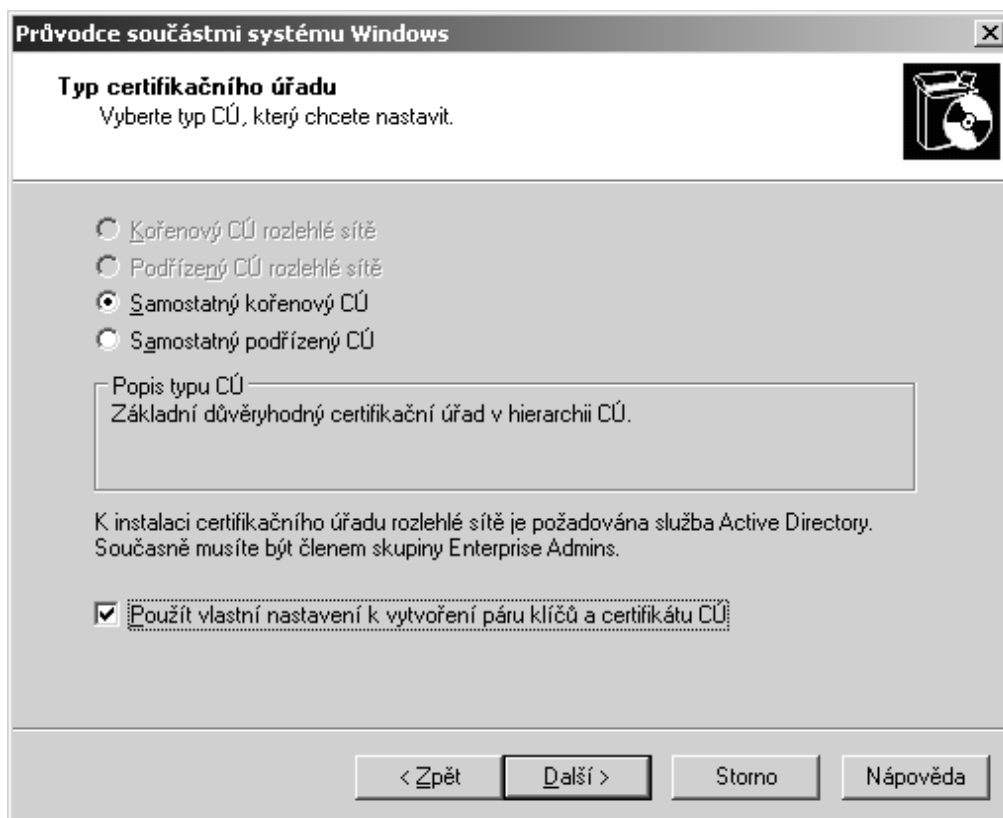 Průvodce součástmi systému Windows
Typ certifikačního úřadu
Vyberte typ CÚ, který chcete nastavit.
Kořenový CÚ rozlehlé sítě
Podřízený CÚ rozlehlé sítě
Samostatný kořenový CÚ
Samostatný podřízený CÚ
Popis typu CÚ
Základní důvěryhodný certifikační úřad v hierarchii CÚ.
K instalaci certifikačního úřadu rozlehlé sítě je požadována služba Active Directory.
Současně musíte být členem skupiny Enterprise Admins.
Použít vlastní nastavení k vytvoření páru klíčů a certifikátu CÚ
< Zpět Další > Storno Nápověda